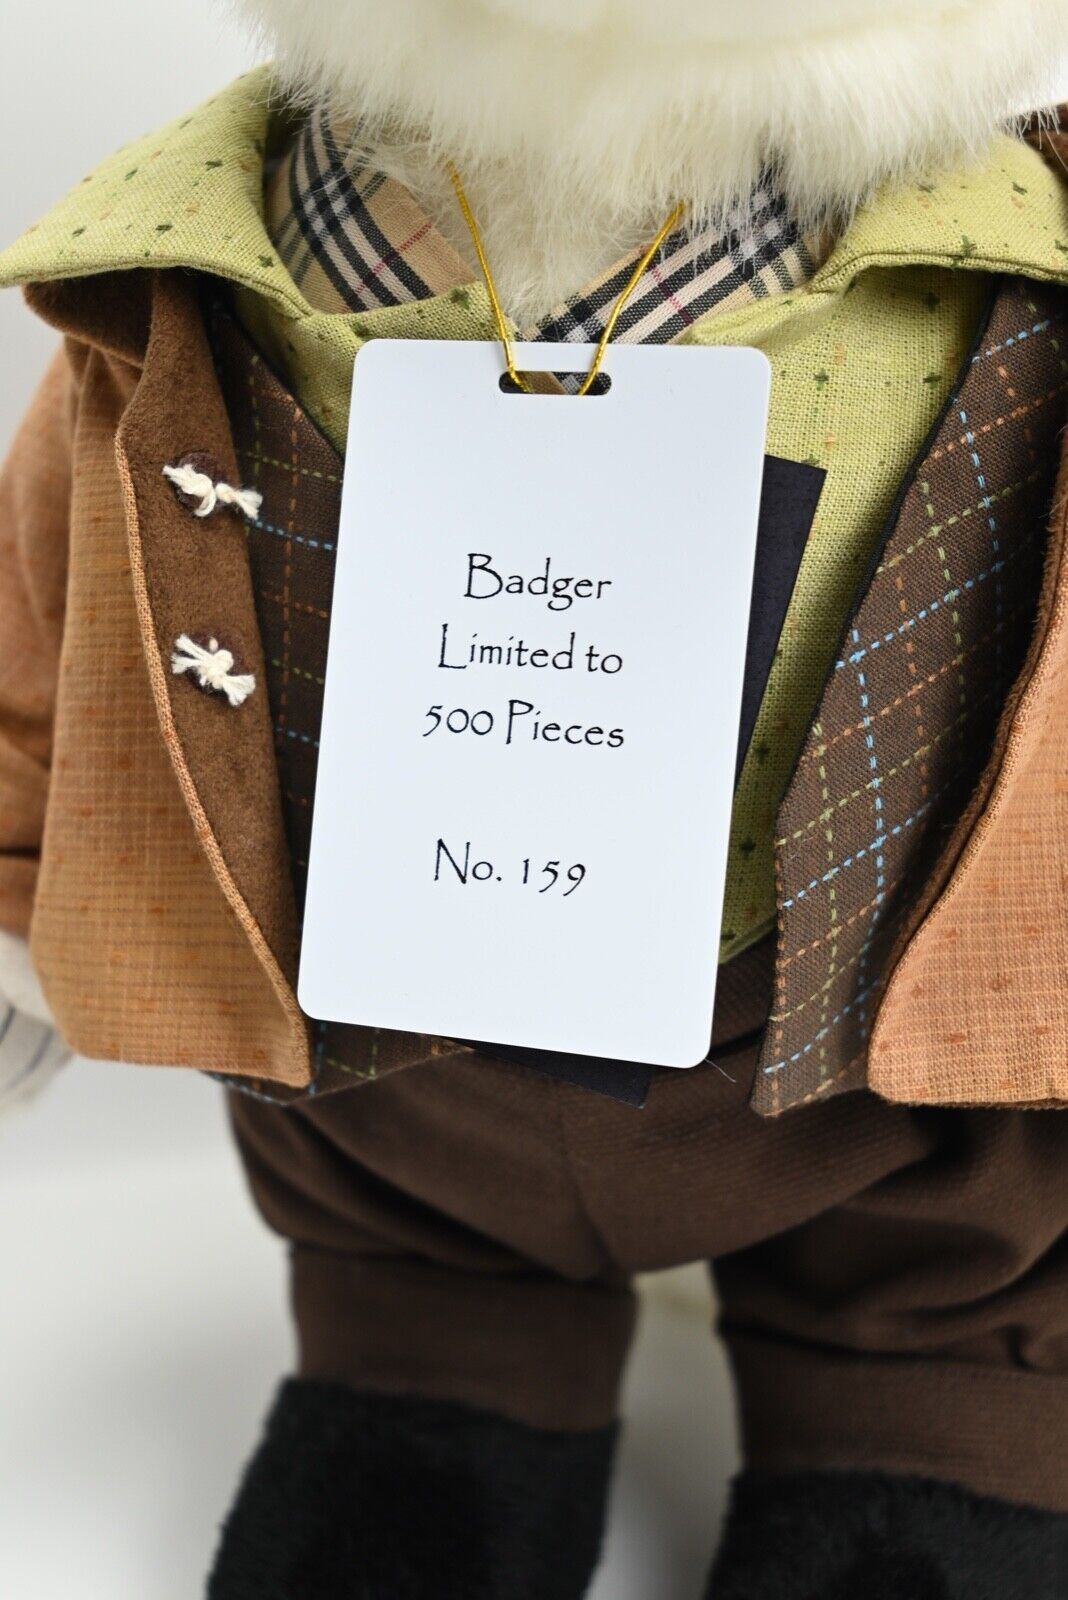 Badger
Limited to
500 Pieces
No. 159